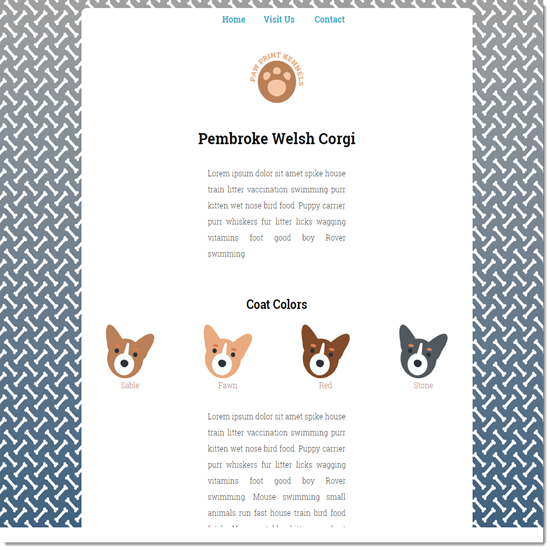 Home Visit Us Contact
PAW PRINT KENNELS
Pembroke Welsh Corgi
Lorem ipsum dolor sit amet spike house
train litter vaccination swimming purr
kitten wet nose bird food. Puppy carrier
purr whiskers fur litter licks wagging
vitamins foot good boy Rover
swimming.
Coat Colors
Sable Fawn Red Stone
Lorem ipsum dolor sit amet spike house
train litter vaccination swimming purr
kitten wet nose bird food. Puppy carrier
purr whiskers fur litter licks wagging
vitamins foot good boy Rover
swimming. Mouse swimming small
animals run fast house train bird food